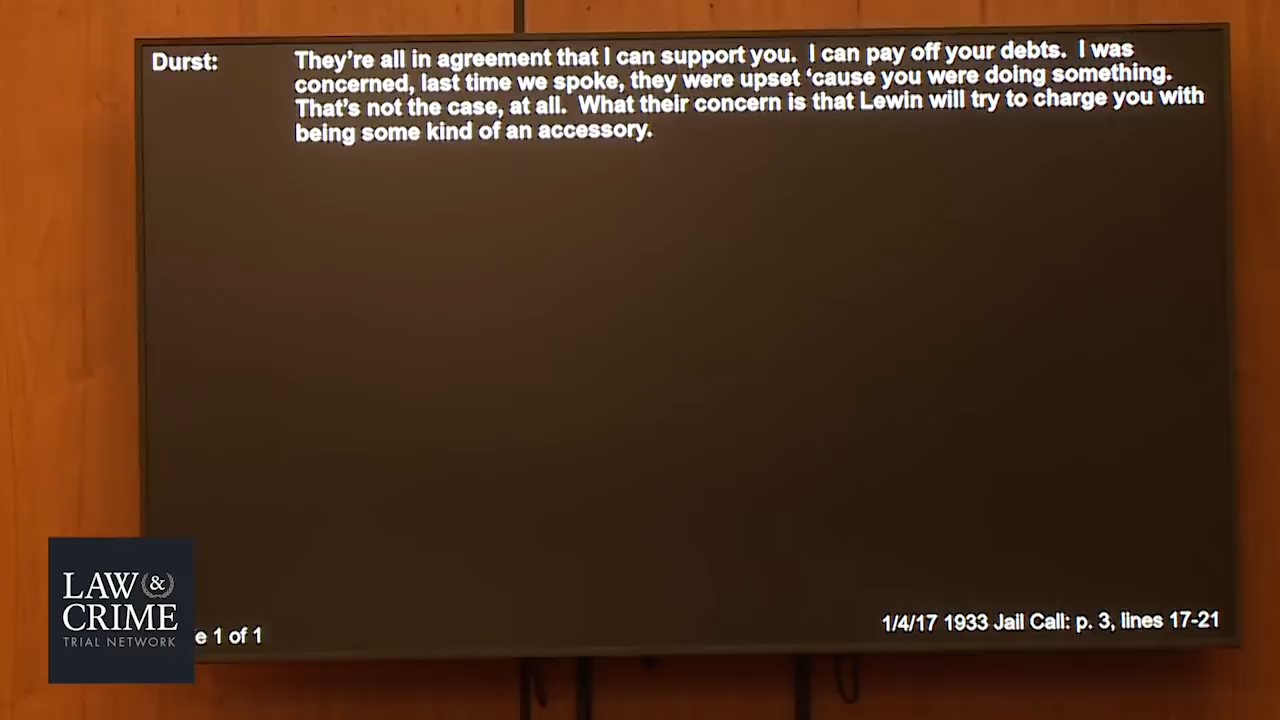 Durst: They're all in agreement that I can support you. I can pay off your debts. I was
concerned, last time we spoke, they were upset ‘cause you were doing something.
That's not the case, at all. What their concern is that Lewin will try to charge you with
being some kind of an accessory.
1/4/17 1933 Jail Call: p. 3, lines 17-21
e 1 of 1
LAW &
CRIME
TRIAL NETWORK